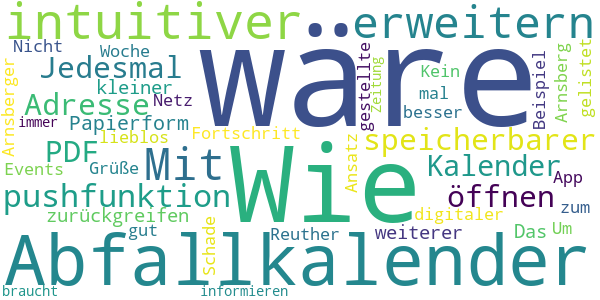 intuitiver
erweitern
Nicht
Woche
wäre
Jedesmal
kleiner
Arnsberger
gestellte
Zeitung
Kein
mal
besser
Beispiel
Arnsberg
gelistet
Adresse
Netz
immer
Papierform
lieblos
Fortschritt
speicherbarer
PDF
Events
Grüße
Mit
Wie
Ansatz
Kalender
App
pushfunktion
öffnen
zurückgreifen
digitaler
zum
gut
Schade
Reuther
weiterer
Das
Um
Abfallkalender
braucht
informieren